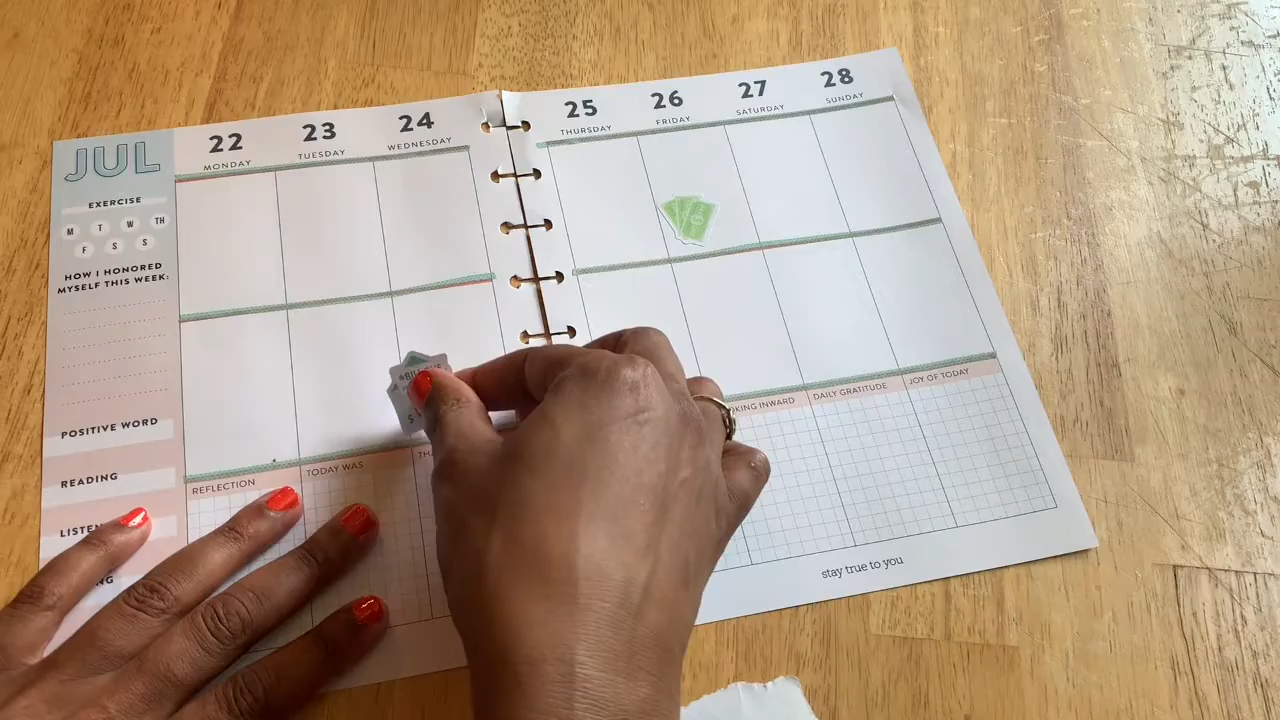 JUL
22
MONDAY
23
TUESDAY
24
WEDNESDAY
25
THURSDAY
26
FRIDAY
27
SATURDAY
28
SUNDAY
EXERCISE
M T W TH
F S S
HOW I HONORED
MYSELF THIS WEEK:
POSITIVE WORD
READING
REFLECTION
TODAY WAS
DAILY GRATITUDE
JOY OF TODAY
stay true to you